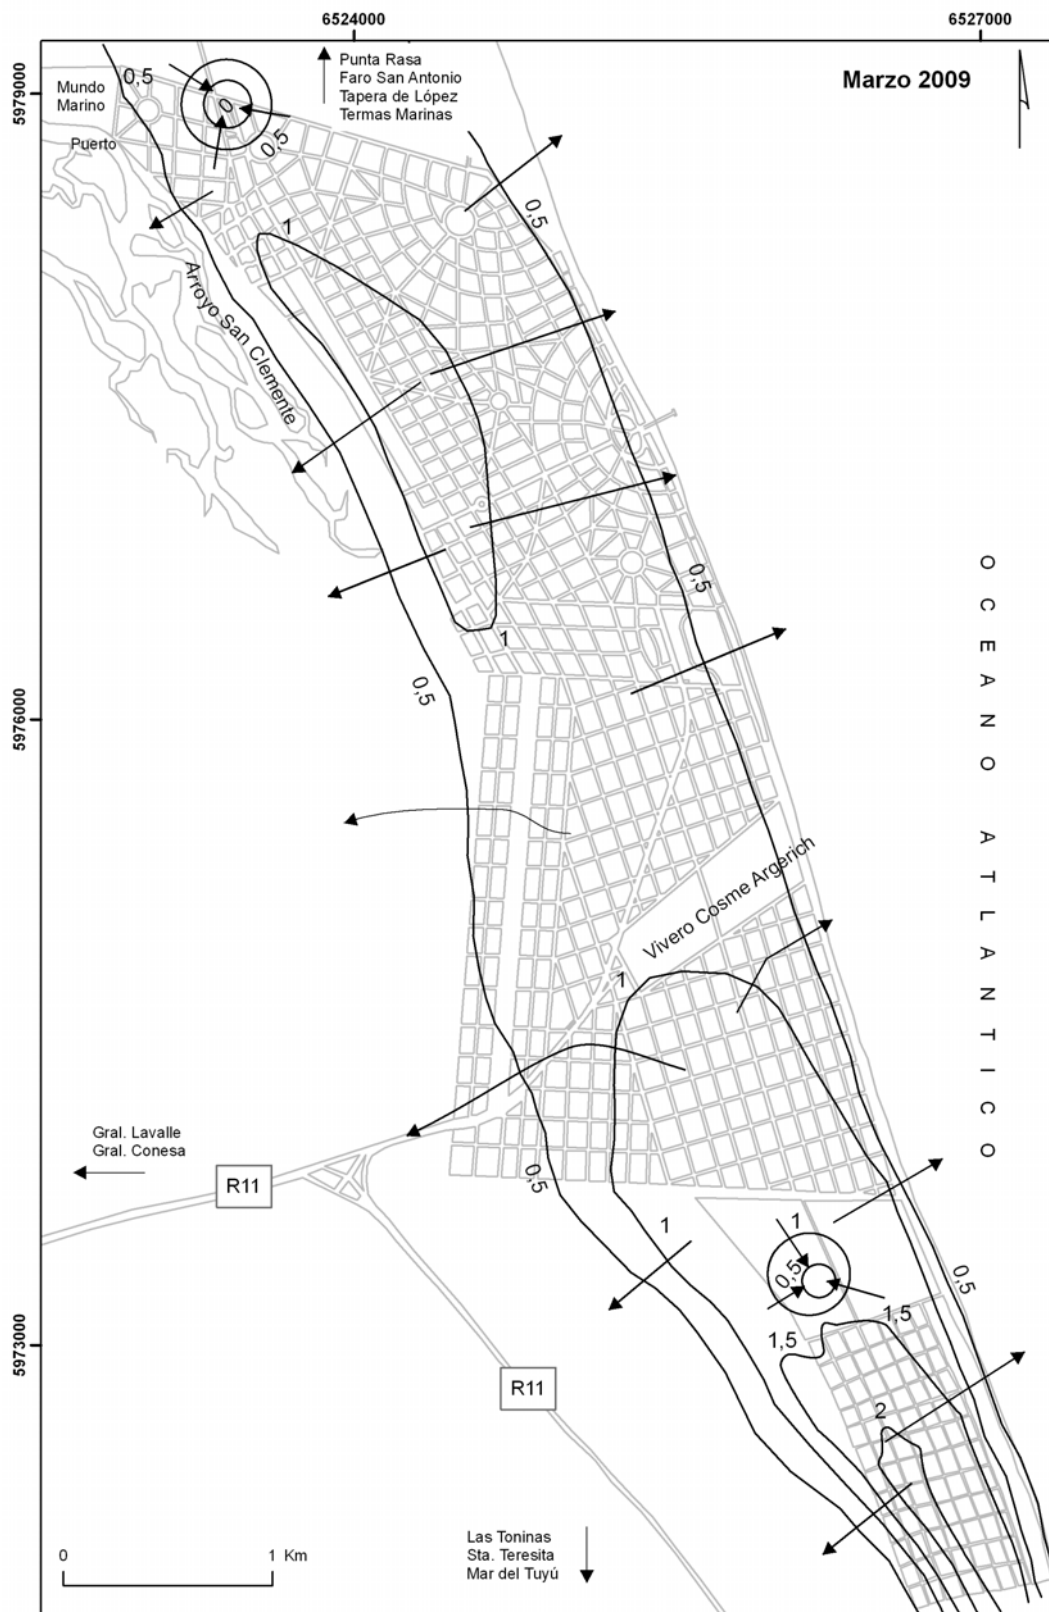 6524000
6527000
5979000
5976000
5973000
Marzo 2009
Punta Rasa
Faro San Antonio
Tapera de López
Termas Marinas
Mundo
Marino
Puerto
0,5
0
0,5
1
0,5
Arroyo San Clemente
0,5
1
0,5
OCEANO ATLANTICO
Vivero Cosme Argerich
1
Gral. Lavalle
Gral. Conesa
R11
0,5
1
1
0,5
0,5
1,5
1,5
2
R11
Las Toninas
Sta. Teresita
Mar del Tuyú
0
1 Km